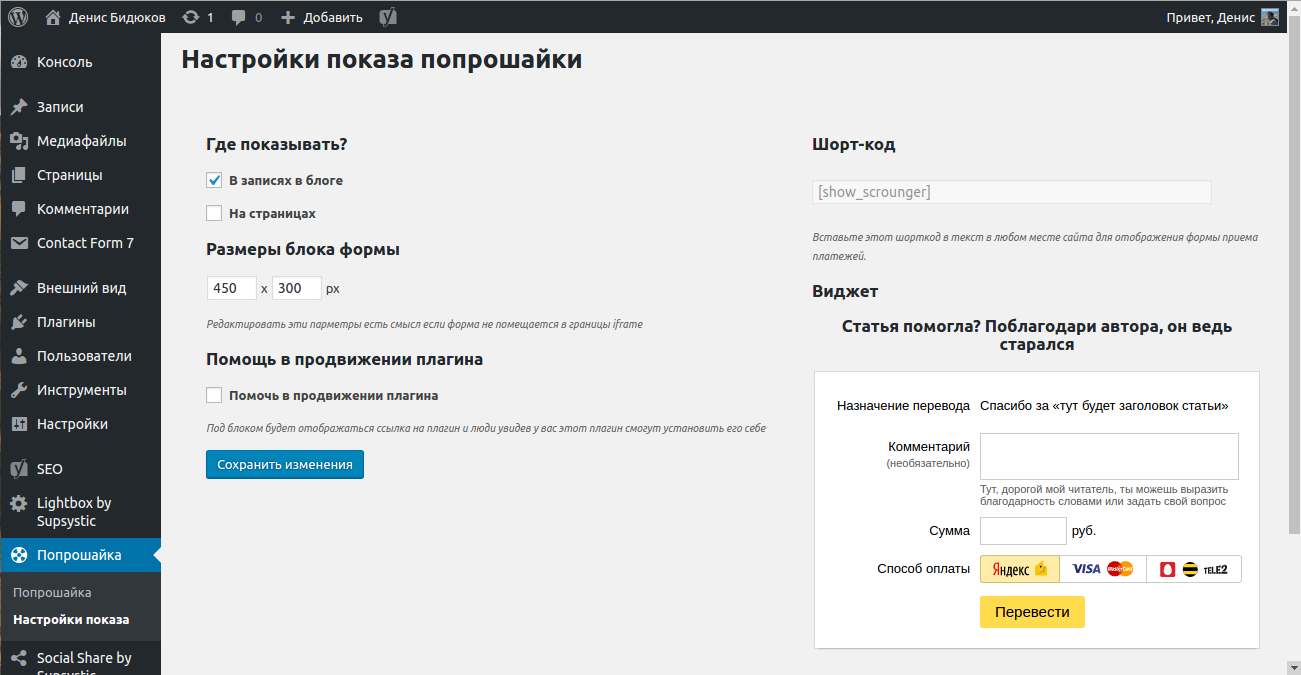 Денис Бидюков
1
0
Добавить
Привет, Денис
Консоль
Записи
Медиафайлы
Страницы
Комментарии
Contact Form 7
Внешний вид
Плагины
Пользователи
Инструменты
Настройки
SEO
Lightbox by
Supsystic
Попрошайка
Попрошайка
Настройки показа
Social Share by
Supsystic
Настройки показа попрошайки
Где показывать?
В записях в блоге
На страницах
Размеры блока формы
450 x 300 px
Редактировать эти парметры есть смысл если форма не помещается в границы iframe
Помощь в продвижении плагина
Помочь в продвижении плагина
Под блоком будет отображаться ссылка на плагин и люди увидев у вас этот плагин смогут установить его себе
Сохранить изменения
Шорт-код
[show_scrounger]
Вставьте этот шорткод в текст в любом месте сайта для отображения формы приема
платежей.
Виджет
Статья помогла? Поблагодари автора, он ведь
старался
Назначение перевода Спасибо за «тут будет заголовок статьи»
Комментарий
(необязательно)
Тут, дорогой мой читатель, ты можешь выразить
благодарность словами или задать свой вопрос
Сумма руб.
Способ оплаты Яндекс VISA MasterCard TELE2
Перевести